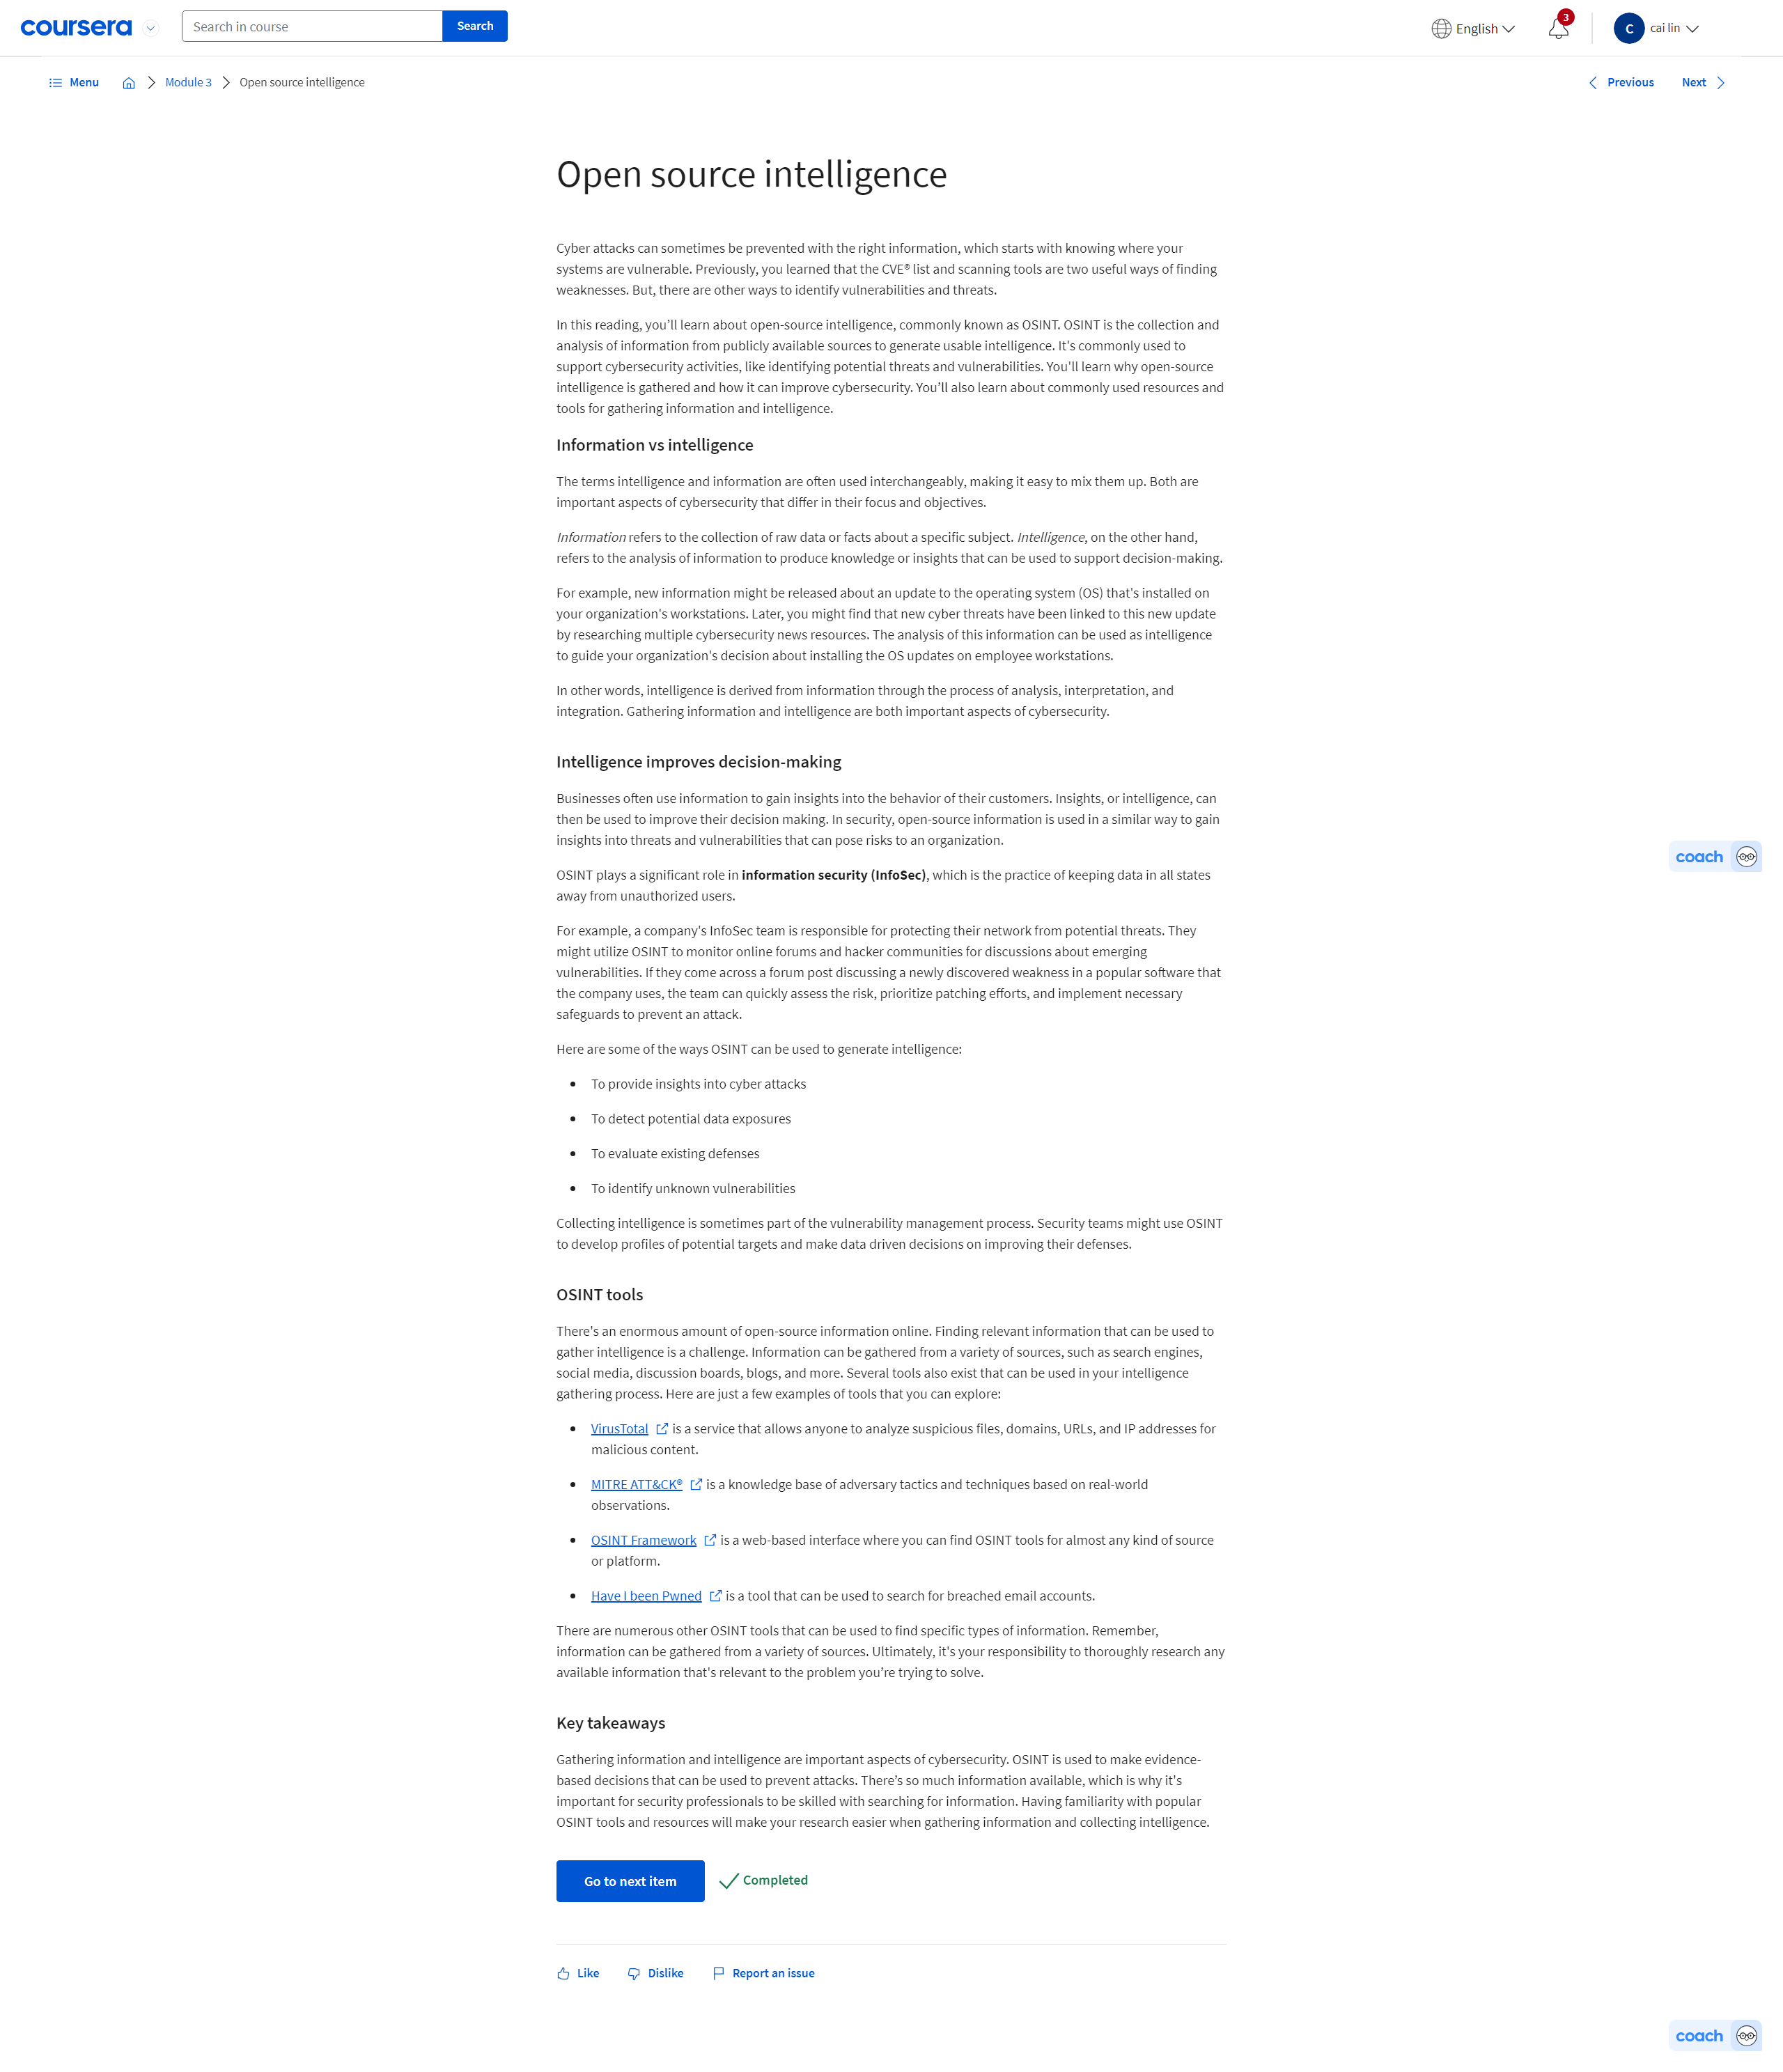 coursera
Search in course
Search
English
3
C
cai lin
Menu
Module 3
Open source intelligence
Previous
Next
Open source intelligence
Cyber attacks can sometimes be prevented with the right information, which starts with knowing where your
systems are vulnerable. Previously, you learned that the CVE® list and scanning tools are two useful ways of finding
weaknesses. But, there are other ways to identify vulnerabilities and threats.
In this reading, you’ll learn about open-source intelligence, commonly known as OSINT. OSINT is the collection and
analysis of information from publicly available sources to generate usable intelligence. It's commonly used to
support cybersecurity activities, like identifying potential threats and vulnerabilities. You'll learn why open-source
intelligence is gathered and how it can improve cybersecurity. You’ll also learn about commonly used resources and
tools for gathering information and intelligence.
Information vs intelligence
The terms intelligence and information are often used interchangeably, making it easy to mix them up. Both are
important aspects of cybersecurity that differ in their focus and objectives.
Information refers to the collection of raw data or facts about a specific subject. Intelligence, on the other hand,
refers to the analysis of information to produce knowledge or insights that can be used to support decision-making.
For example, new information might be released about an update to the operating system (OS) that's installed on
your organization's workstations. Later, you might find that new cyber threats have been linked to this new update
by researching multiple cybersecurity news resources. The analysis of this information can be used as intelligence
to guide your organization's decision about installing the OS updates on employee workstations.
In other words, intelligence is derived from information through the process of analysis, interpretation, and
integration. Gathering information and intelligence are both important aspects of cybersecurity.
Intelligence improves decision-making
Businesses often use information to gain insights into the behavior of their customers. Insights, or intelligence, can
then be used to improve their decision making. In security, open-source information is used in a similar way to gain
insights into threats and vulnerabilities that can pose risks to an organization.
OSINT plays a significant role in information security (InfoSec), which is the practice of keeping data in all states
away from unauthorized users.
For example, a company's InfoSec team is responsible for protecting their network from potential threats. They
might utilize OSINT to monitor online forums and hacker communities for discussions about emerging
vulnerabilities. If they come across a forum post discussing a newly discovered weakness in a popular software that
the company uses, the team can quickly assess the risk, prioritize patching efforts, and implement necessary
safeguards to prevent an attack.
Here are some of the ways OSINT can be used to generate intelligence:
• To provide insights into cyber attacks
• To detect potential data exposures
• To evaluate existing defenses
• To identify unknown vulnerabilities
Collecting intelligence is sometimes part of the vulnerability management process. Security teams might use OSINT
to develop profiles of potential targets and make data driven decisions on improving their defenses.
OSINT tools
There's an enormous amount of open-source information online. Finding relevant information that can be used to
gather intelligence is a challenge. Information can be gathered from a variety of sources, such as search engines,
social media, discussion boards, blogs, and more. Several tools also exist that can be used in your intelligence
gathering process. Here are just a few examples of tools that you can explore:
• VirusTotal is a service that allows anyone to analyze suspicious files, domains, URLs, and IP addresses for
malicious content.
• MITRE ATT&CK® is a knowledge base of adversary tactics and techniques based on real-world
observations.
• OSINT Framework is a web-based interface where you can find OSINT tools for almost any kind of source
or platform.
• Have I been Pwned is a tool that can be used to search for breached email accounts.
There are numerous other OSINT tools that can be used to find specific types of information. Remember,
information can be gathered from a variety of sources. Ultimately, it's your responsibility to thoroughly research any
available information that's relevant to the problem you’re trying to solve.
Key takeaways
Gathering information and intelligence are important aspects of cybersecurity. OSINT is used to make evidence-
based decisions that can be used to prevent attacks. There’s so much information available, which is why it's
important for security professionals to be skilled with searching for information. Having familiarity with popular
OSINT tools and resources will make your research easier when gathering information and collecting intelligence.
Go to next item
Completed
Like
Dislike
Report an issue
coach
coach